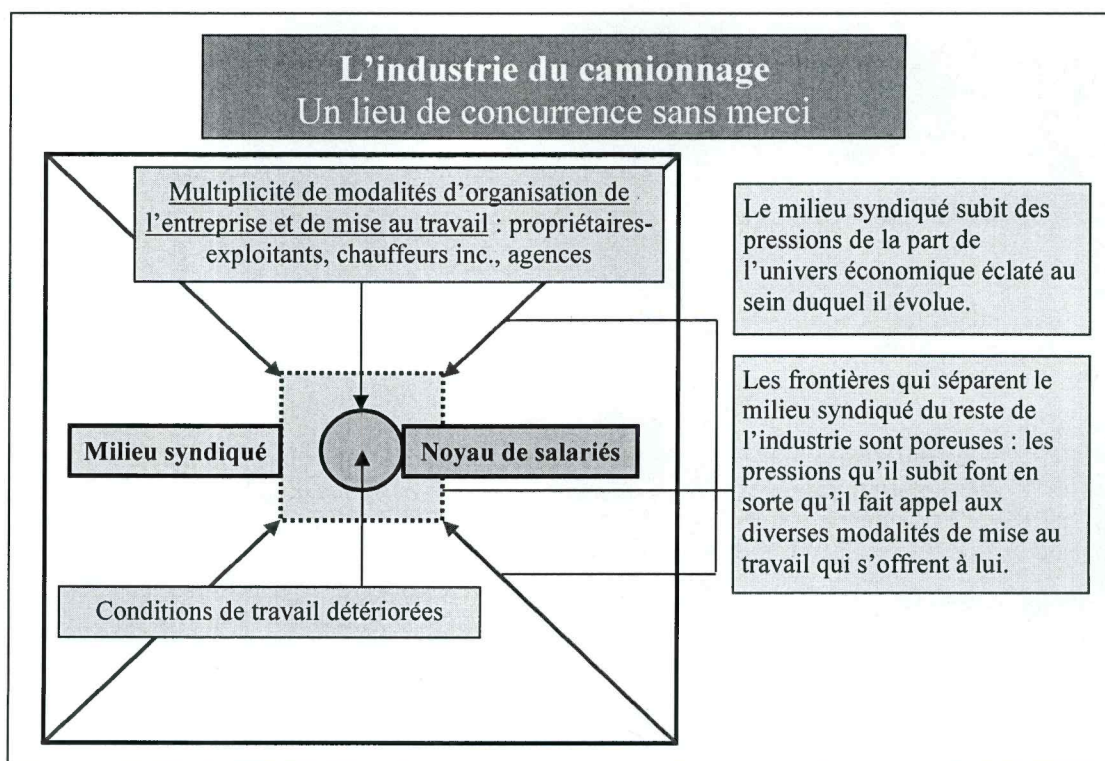 L'industrie du camionnage
Un lieu de concurrence sans merci
Multiplicité de modalités d'organisation de
l'entreprise et de mise au travail : propriétaires-
exploitants, chauffeurs inc., agences
Le milieu syndiqué subit des
pressions de la part de
l'univers économique éclaté au
sein duquel il évolue.
Milieu syndiqué
Noyau de salariés
Les frontières qui séparent le
milieu syndiqué du reste de
l'industrie sont poreuses : les
pressions qu'il subit font en
sorte qu'il fait appel aux
diverses modalités de mise au
travail qui s'offrent à lui.
Conditions de travail détériorées